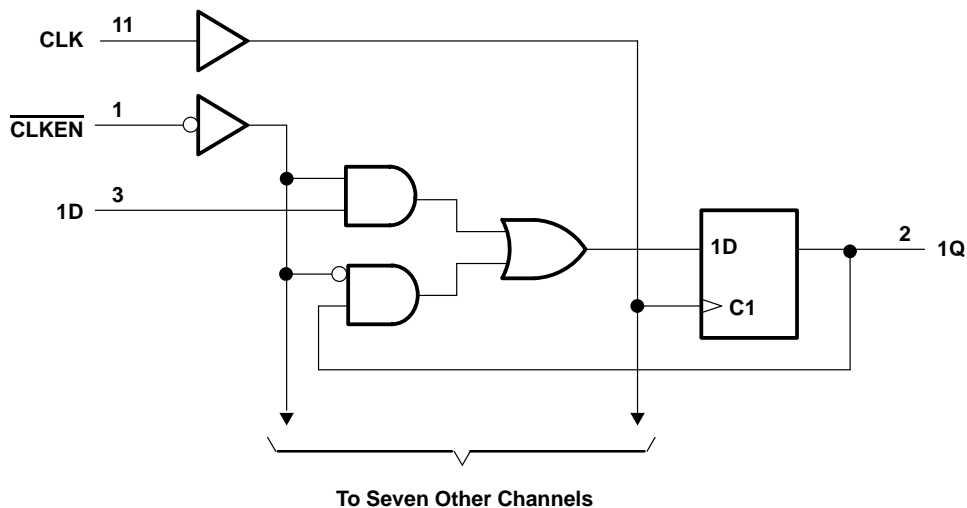 CLK 11
CLKEN 1
1D 3
1D
C1
2 1Q
To Seven Other Channels